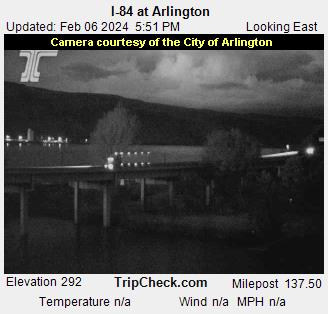 I-84 at Arlington
Updated: Feb 06 2024 5:51 PM Looking East
Camera courtesy of the City of Arlington
Elevation 292 TripCheck.com Milepost 137.50
Temperature n/a Wind n/a MPH n/a